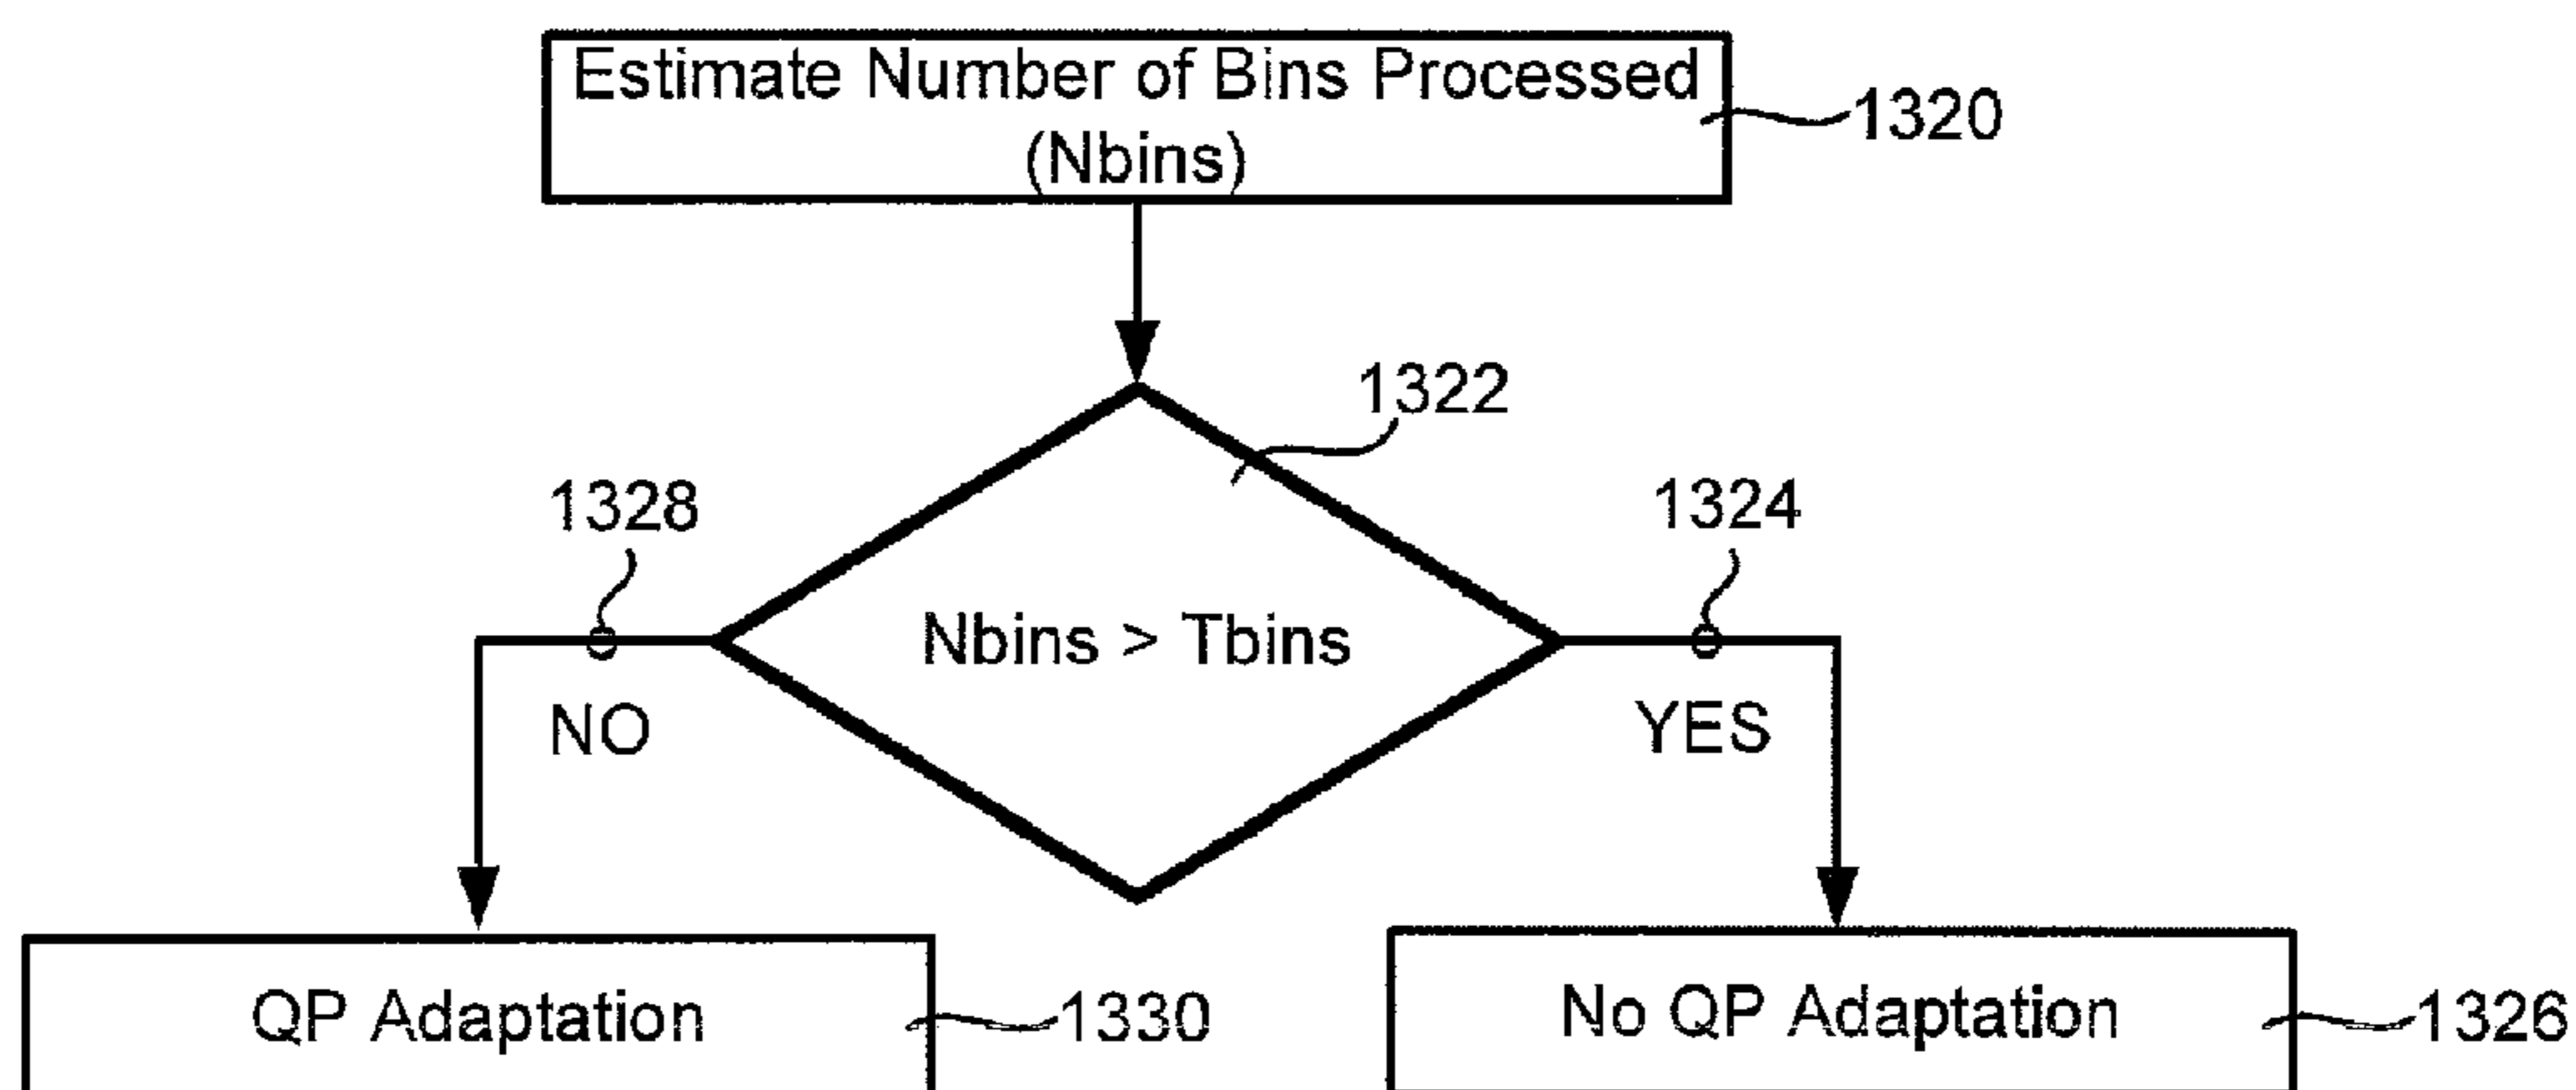 Estimate Number of Bins Processed
(Nbins)
1320
1322
1328
1324
Nbins > Tbins
NO
YES
QP Adaptation
1330
No QP Adaptation
1326